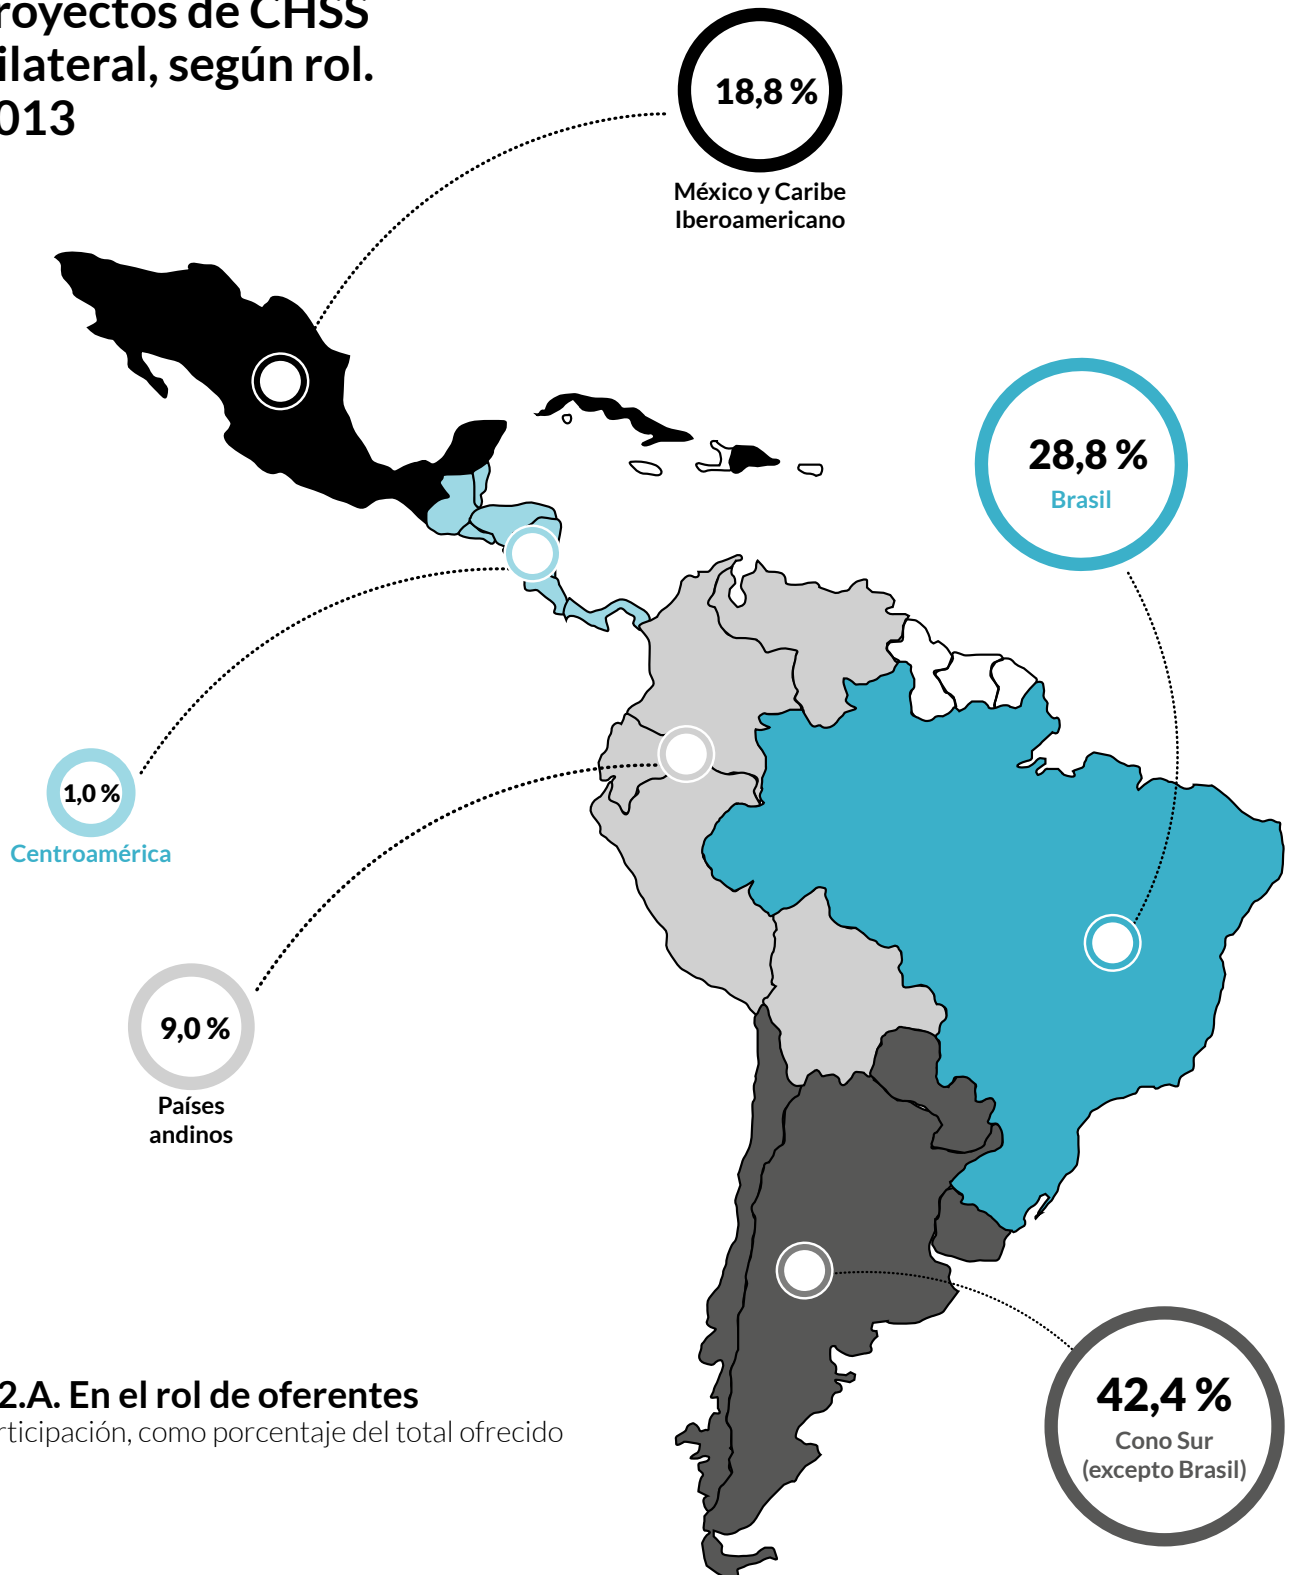 royectos de CHSS
ilateral, según rol.
013
18,8 %
México y Caribe
Iberoamericano
28,8 %
Brasil
1,0 %
Centroamérica
9,0 %
Países
andinos
42,4 %
Cono Sur
(excepto Brasil)
2.A. En el rol de oferentes
rticipación, como porcentaje del total ofrecido